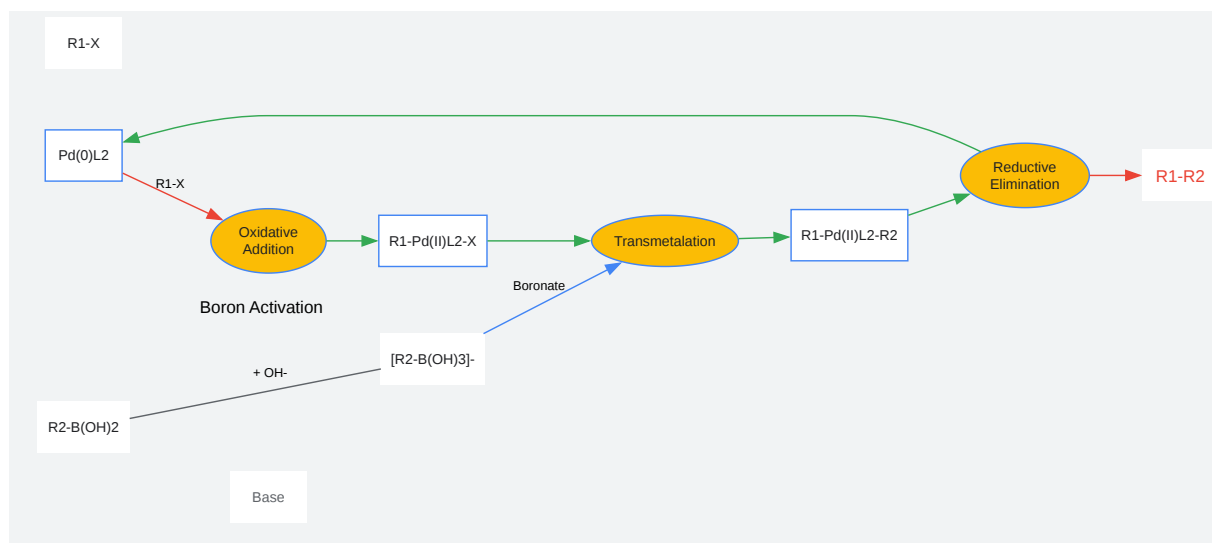 R1-X
Pd(0)L2
R1-X
Oxidative
Addition
R1-Pd(II)L2-X
Transmetalation
R1-Pd(II)L2-R2
Reductive
Elimination
R1-R2
Boronate
Boron Activation
[R2-B(OH)3]-
+ OH-
R2-B(OH)2
Base